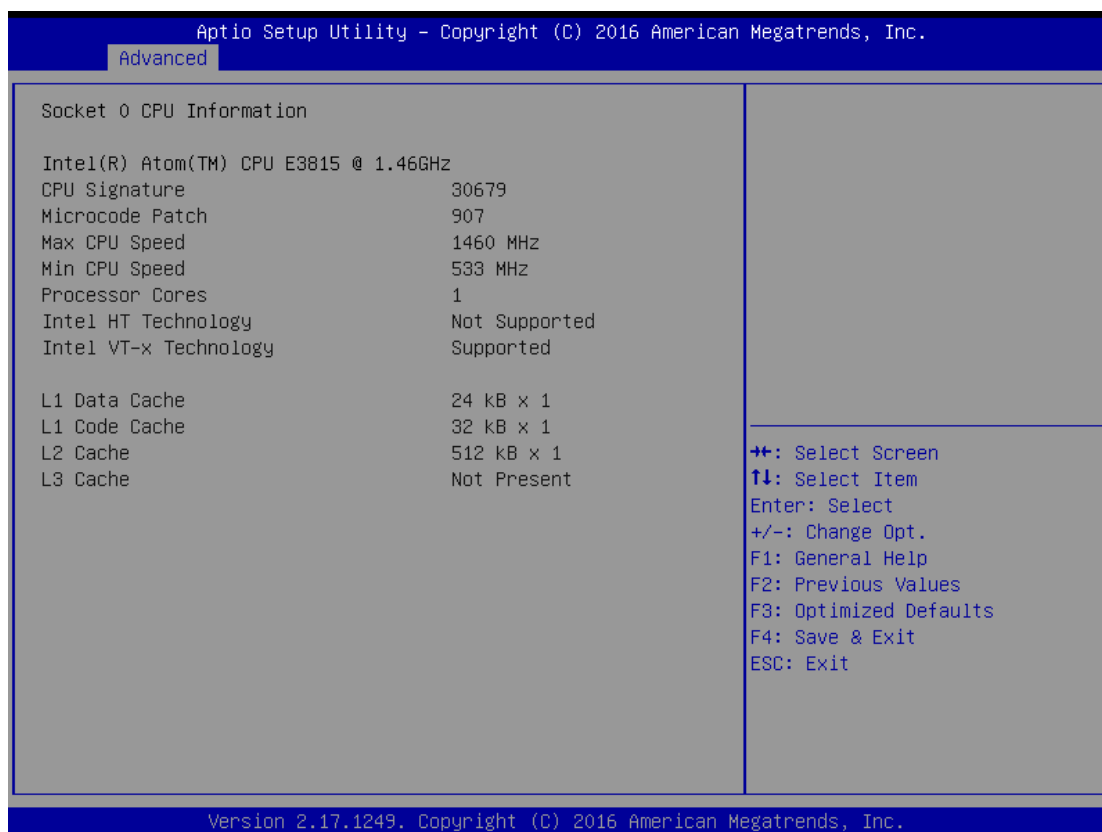 Aptio Setup Utility – Copyright (C) 2016 American Megatrends, Inc.
Advanced
Socket 0 CPU Information
Intel(R) Atom(TM) CPU E3815 @ 1.46GHz
CPU Signature 30679
Microcode Patch 907
Max CPU Speed 1460 MHz
Min CPU Speed 533 MHz
Processor Cores 1
Intel HT Technology Not Supported
Intel VT-x Technology Supported
L1 Data Cache 24 kB x 1
L1 Code Cache 32 kB x 1
L2 Cache 512 kB x 1
L3 Cache Not Present
→←: Select Screen
↑↓: Select Item
Enter: Select
+/-: Change Opt.
F1: General Help
F2: Previous Values
F3: Optimized Defaults
F4: Save & Exit
ESC: Exit
Version 2.17.1249. Copyright (C) 2016 American Megatrends, Inc.